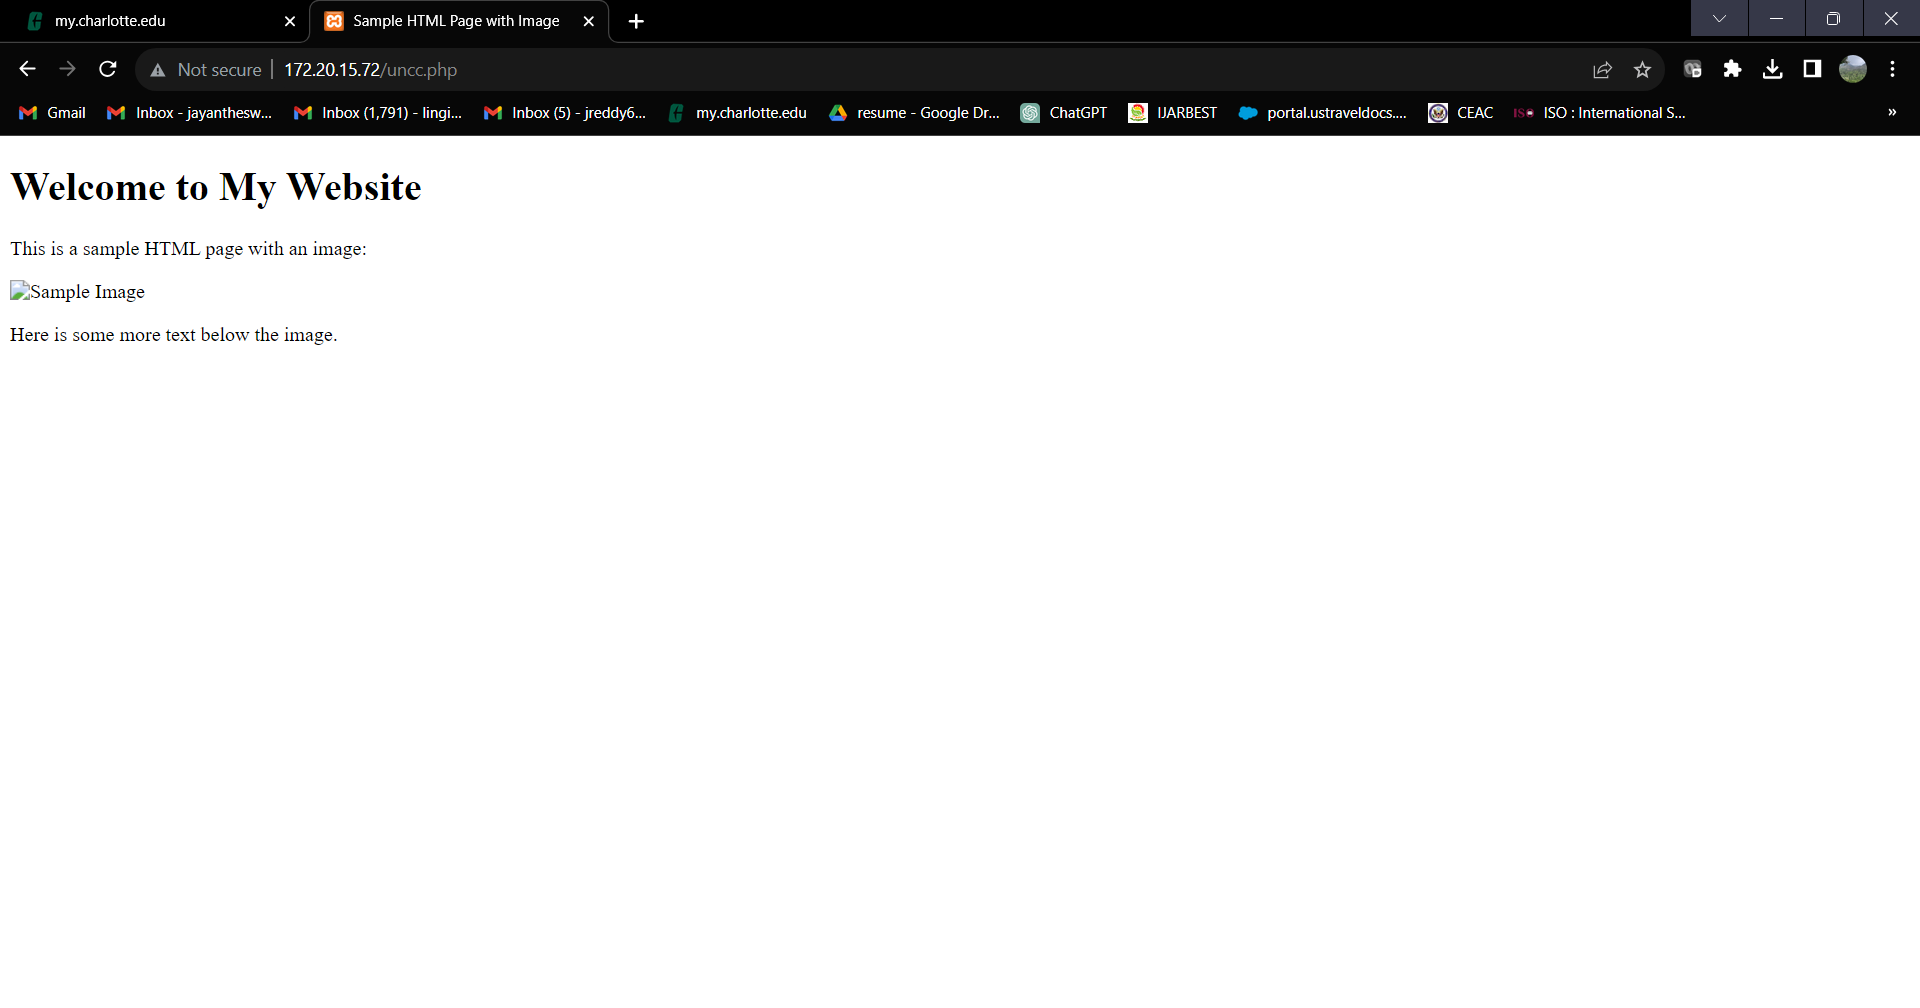 my.charlotte.edu
Sample HTML Page with Image
Not secure
172.20.15.72/uncc.php
Gmail
Inbox - jayanthesw...
Inbox (1,791) - lingi...
Inbox (5) - jreddy6...
my.charlotte.edu
resume - Google Dr...
ChatGPT
IJARBEST
portal.ustraveldocs....
CEAC
ISO : International S...
»
Welcome to My Website
This is a sample HTML page with an image:
Sample Image
Here is some more text below the image.